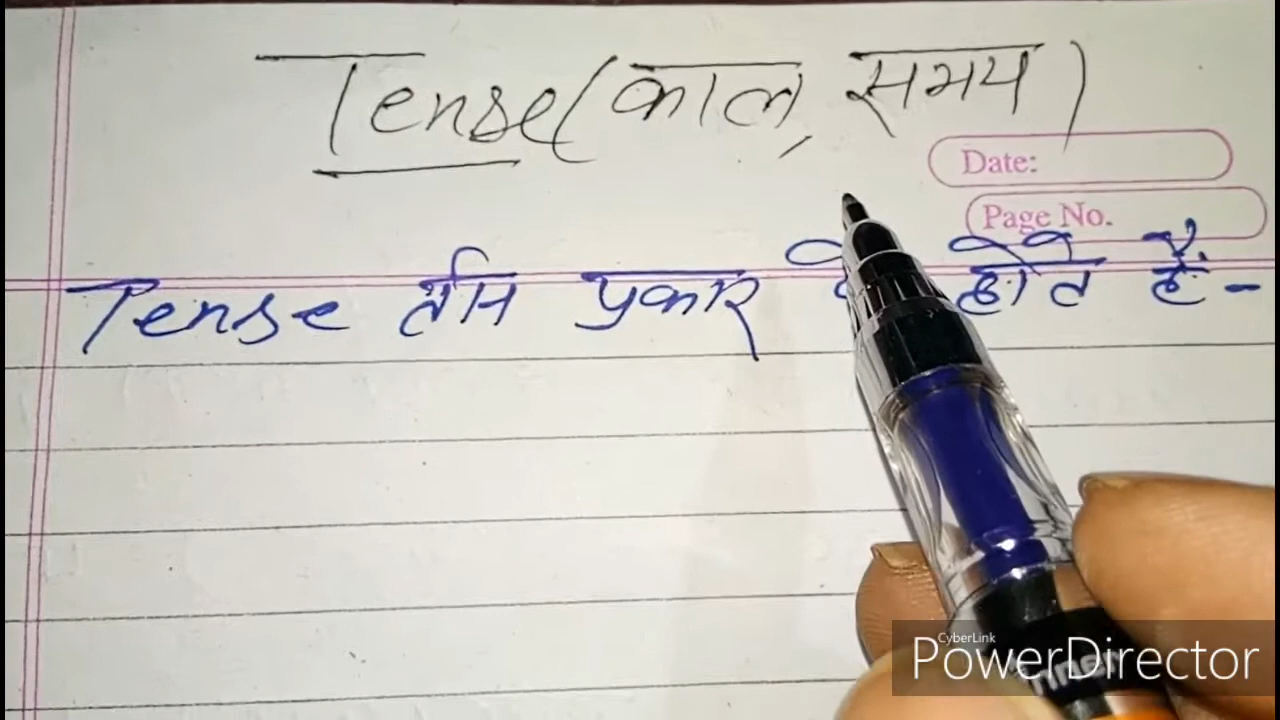 Tense (काल, समय)
Date:
Page No.
Tense तीन प्रकार होते हैं-
CyberLink
PowerDirector